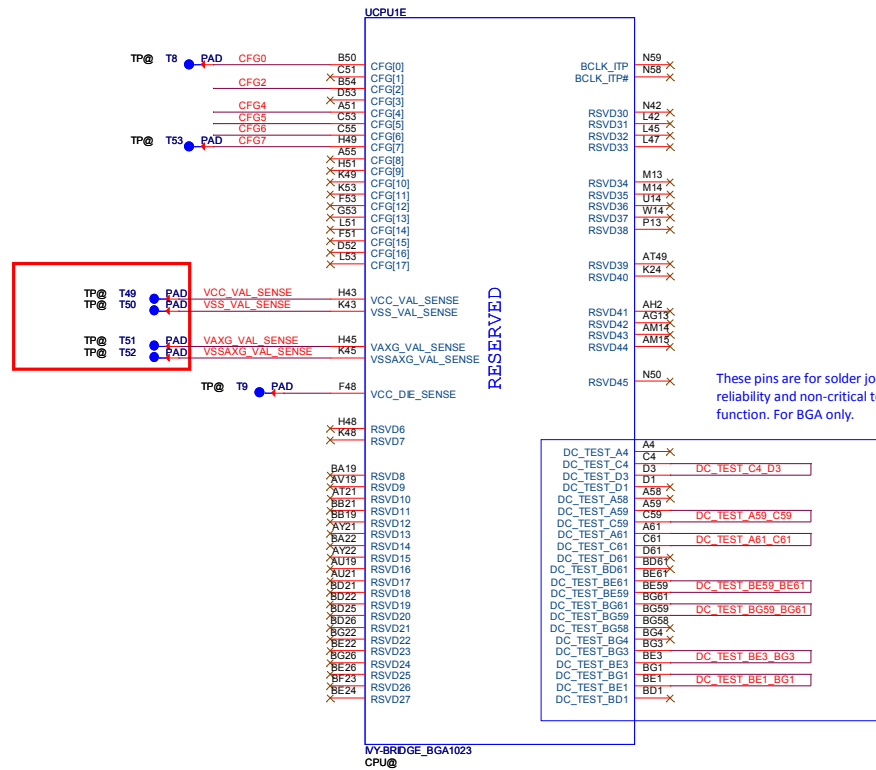 UCPU1E
TP@ T8 PAD CFG0 B50 CFG[0] BCLK_ITP N59
C51 CFG[1] BCLK_ITP# N58
CFG2 B54 CFG[2]
D53 CFG[3]
CFG4 A51 CFG[4] RSVD30 N42
CFG5 C53 CFG[5] RSVD31 L42
CFG6 C55 CFG[6] RSVD32 L45
TP@ T53 PAD CFG7 H49 CFG[7] RSVD33 L47
A55 CFG[8]
H51 CFG[9]
K49 CFG[10] RSVD34 M13
K53 CFG[11] RSVD35 M14
F53 CFG[12] RSVD36 U14
G53 CFG[13] RSVD37 W14
L51 CFG[14] RSVD38 P13
F51 CFG[15]
D52 CFG[16]
L53 CFG[17] RSVD39 AT49
RSVD40 K24
TP@ T49 PAD VCC_VAL_SENSE H43 VCC_VAL_SENSE
TP@ T50 PAD VSS_VAL_SENSE K43 VSS_VAL_SENSE RSVD41 AH2
RSVD42 AG13
RSVD43 AM14
TP@ T51 PAD VAXG_VAL_SENSE H45 VAXG_VAL_SENSE RSVD44 AM15
TP@ T52 PAD VSSAXG_VAL_SENSE K45 VSSAXG_VAL_SENSE
RESERVED
RSVD45 N50
TP@ T9 PAD F48 VCC_DIE_SENSE
These pins are for solder jo
reliability and non-critical t
function. For BGA only.
H48 RSVD6
K48 RSVD7
DC_TEST_A4 A4
DC_TEST_C4 C4
DC_TEST_D3 D3 DC_TEST_C4_D3
BA19 RSVD8 DC_TEST_D1 D1
AV19 RSVD9 DC_TEST_A58 A58
AT21 RSVD10 DC_TEST_A59 A59
BB21 RSVD11 DC_TEST_C59 C59 DC_TEST_A59_C59
BB19 RSVD12 DC_TEST_A61 A61
AY21 RSVD13 DC_TEST_C61 C61 DC_TEST_A61_C61
BA22 RSVD14 DC_TEST_D61 D61
AY22 RSVD15 DC_TEST_BD61 BD61
AU19 RSVD16 DC_TEST_BE61 BE61
AU21 RSVD17 DC_TEST_BE59 BE59 DC_TEST_BE59_BE61
BD21 RSVD18 DC_TEST_BG61 BG61
BD22 RSVD19 DC_TEST_BG59 BG59 DC_TEST_BG59_BG61
BD25 RSVD20 DC_TEST_BG58 BG58
BD26 RSVD21 DC_TEST_BG4 BG4
BG22 RSVD22 DC_TEST_BG3 BG3
BE22 RSVD23 DC_TEST_BE3 BE3 DC_TEST_BE3_BG3
BG26 RSVD24 DC_TEST_BG1 BG1
BE26 RSVD25 DC_TEST_BE1 BE1 DC_TEST_BE1_BG1
BF23 RSVD26 DC_TEST_BD1 BD1
BE24 RSVD27
IVY-BRIDGE_BGA1023
CPU@